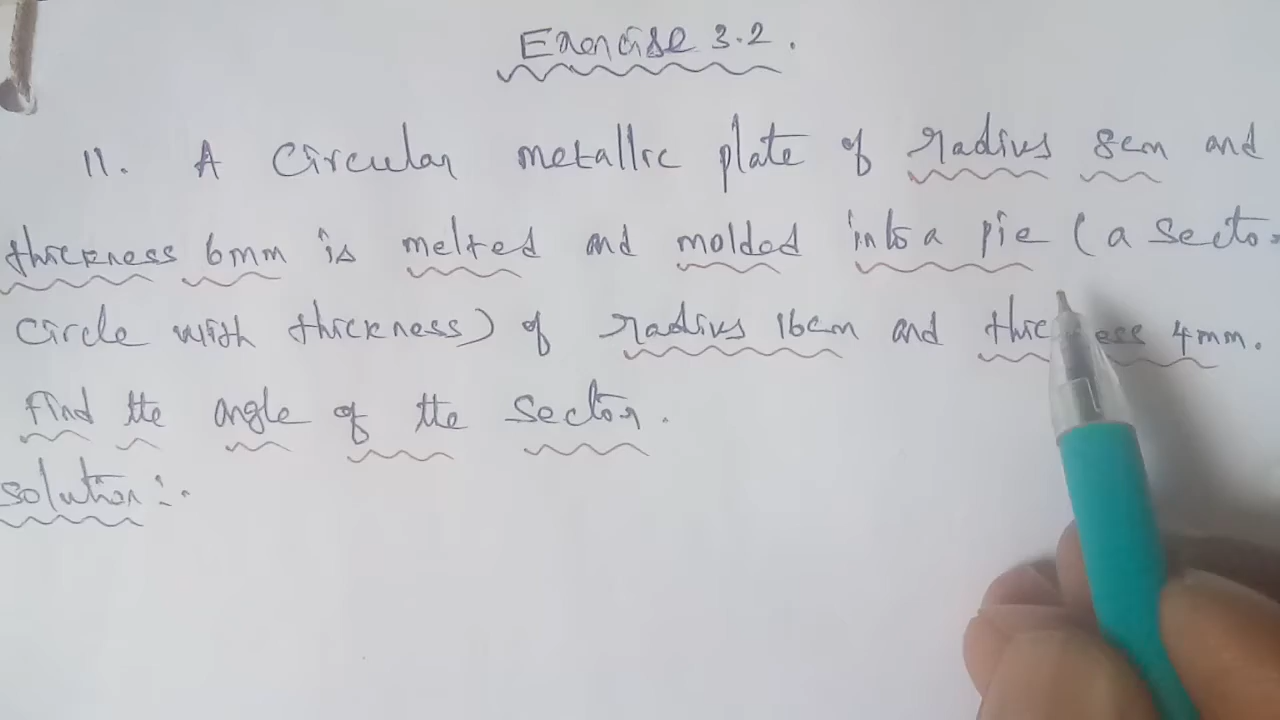 Exercise 3.2.
11. A Circular metallic plate of radius 8cm and
thickness 6mm is melted and molded into a pie (a Sector
Circle with thickness) of radius 16cm and thickness 4mm.
Find the angle of the Sector.
solution:.